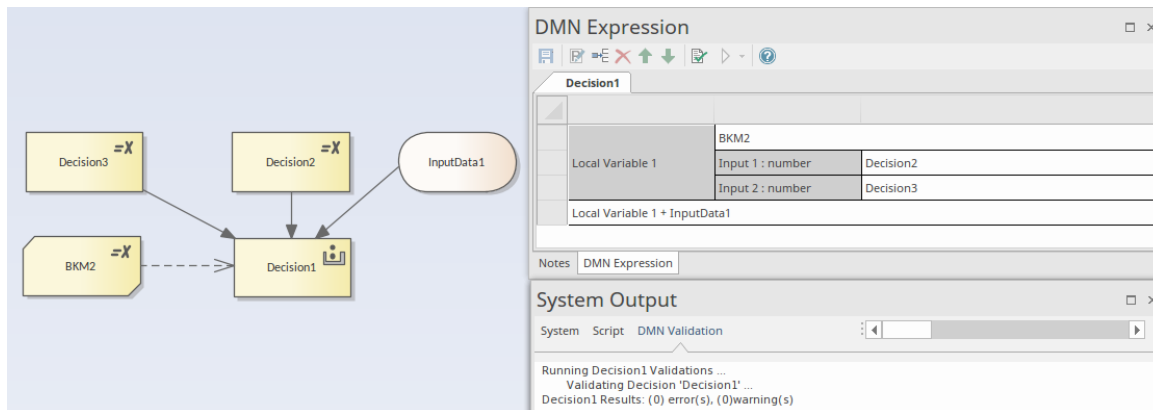 Decision3
=X
Decision2
=X
InputData1
BKM2
=X
Decision1
DMN Expression
Decision1
BKM2
Local Variable 1
Input 1 : number
Decision2
Input 2 : number
Decision3
Local Variable 1 + InputData1
Notes
DMN Expression
System Output
System
Script
DMN Validation
Running Decision1 Validations ...
Validating Decision 'Decision1' ...
Decision1 Results: (0) error(s), (0)warning(s)